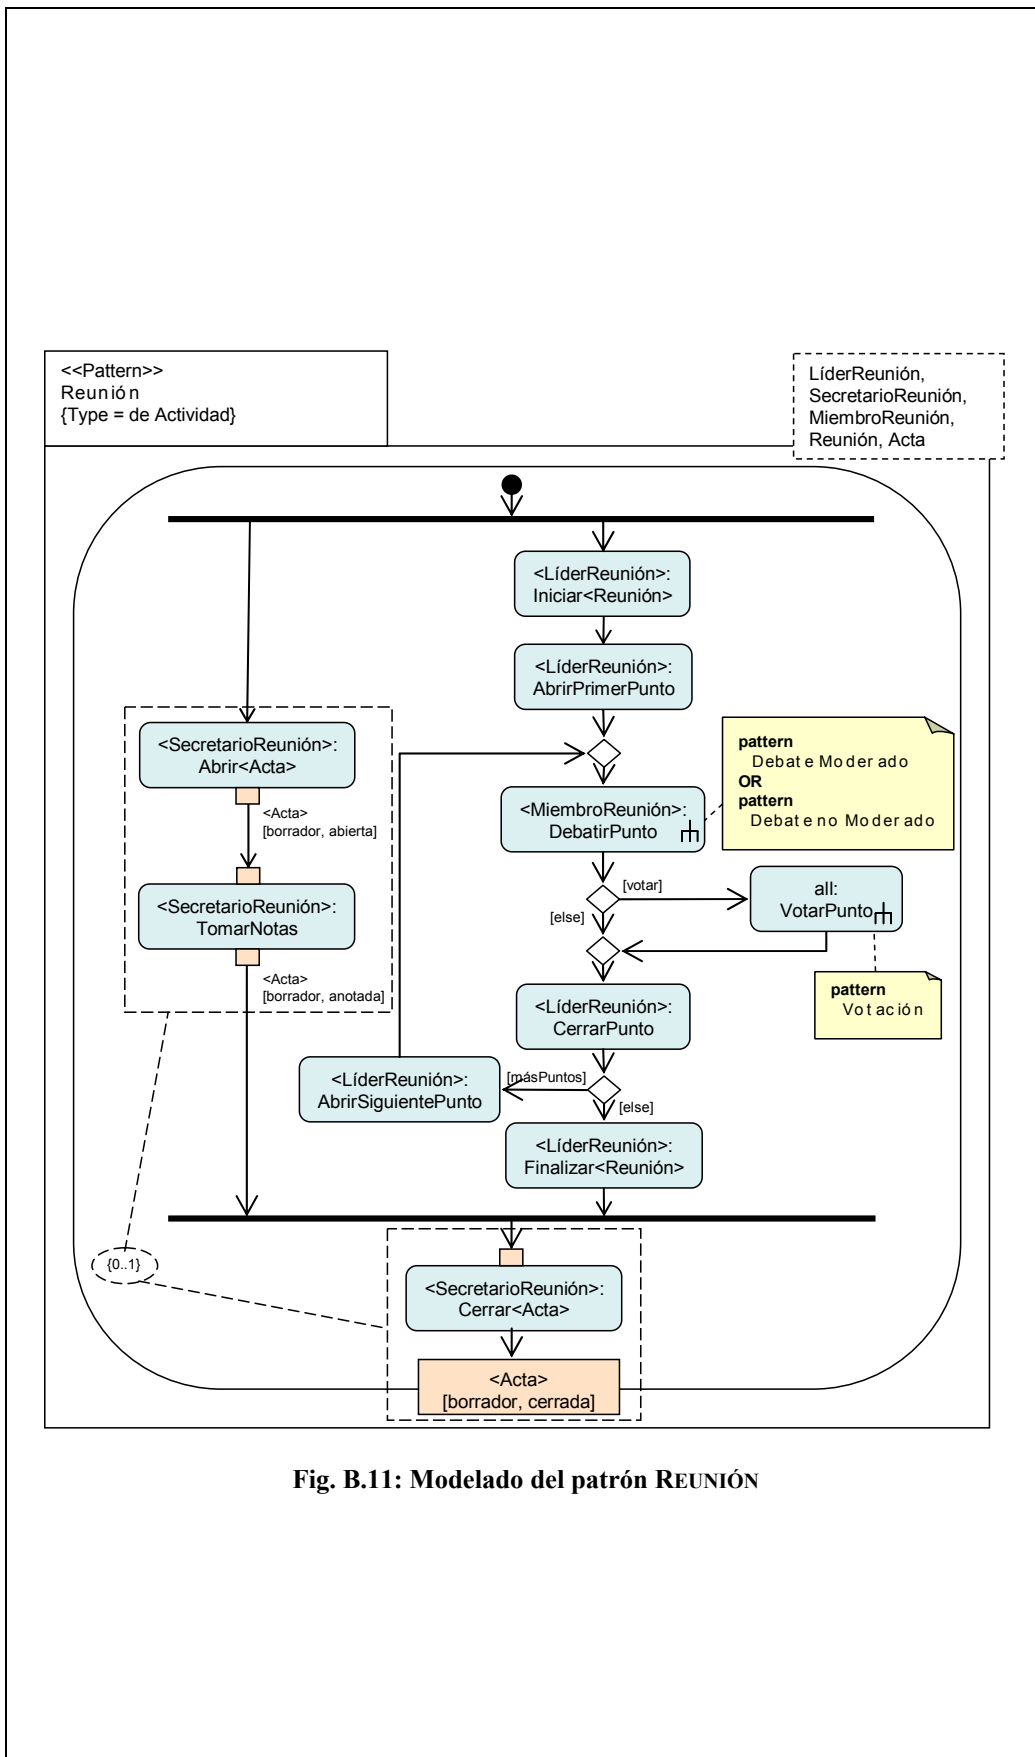 <<Pattern>>
Reunión
{Type = de Actividad}
LíderReunión,
SecretarioReunión,
MiembroReunión,
Reunión, Acta
<LíderReunión>:
Iniciar<Reunión>
<LíderReunión>:
AbrirPrimerPunto
<SecretarioReunión>:
Abrir<Acta>
<Acta>
[borrador, abierta]
<SecretarioReunión>:
TomarNotas
<Acta>
[borrador, anotada]
<MiembroReunión>:
DebatirPunto
pattern
Debate Moderado
OR
pattern
Debate no Moderado
[votar]
[else]
all:
VotarPunto
pattern
Votación
<LíderReunión>:
CerrarPunto
[másPuntos]
<LíderReunión>:
AbrirSiguientePunto
[else]
<LíderReunión>:
Finalizar<Reunión>
{0..1}
<SecretarioReunión>:
Cerrar<Acta>
<Acta>
[borrador, cerrada]
Fig. B.11: Modelado del patrón REUNIÓN